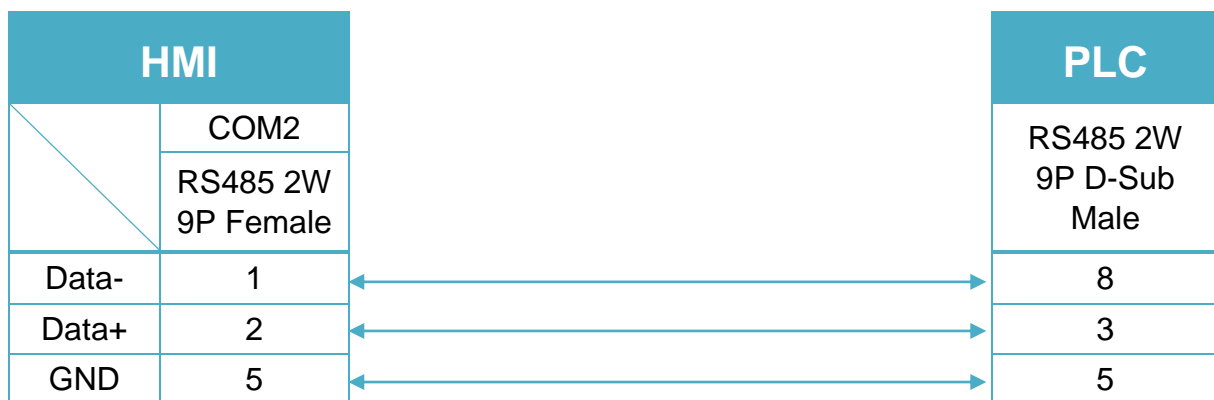 HMI
PLC
COM2
RS485 2W
9P Female
RS485 2W
9P D-Sub
Male
Data-
1
8
Data+
2
3
GND
5
5